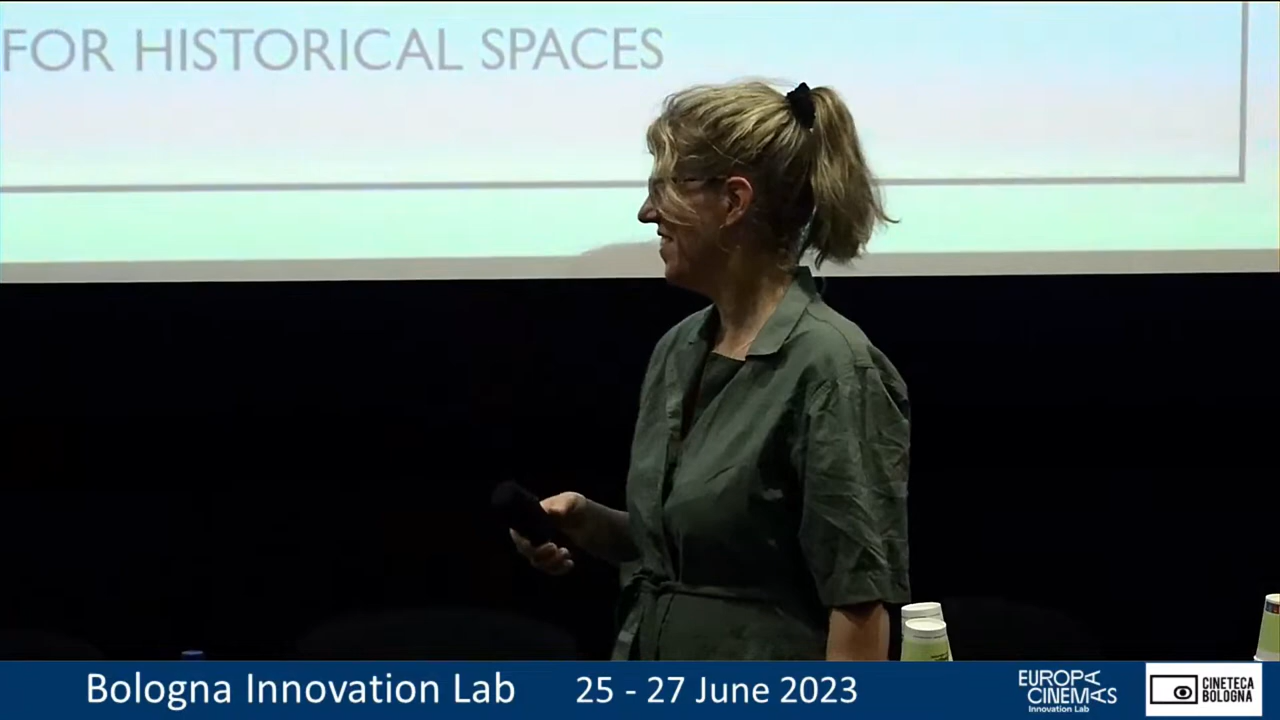 FOR HISTORICAL SPACES
Bologna Innovation Lab
25 - 27 June 2023
EUROPA
CINEMAS
Innovation Lab
CINETECA
BOLOGNA